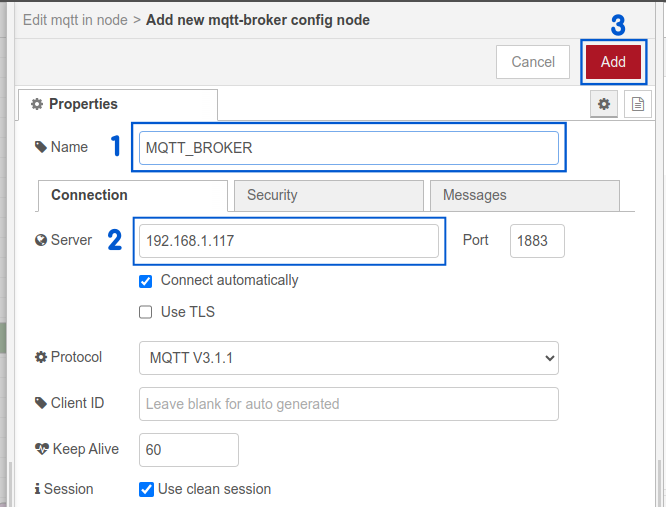 Edit mqtt in node > Add new mqtt-broker config node
3
Cancel Add
Properties
Name 1 MQTT_BROKER
Connection Security Messages
Server 2 192.168.1.117 Port 1883
Connect automatically
Use TLS
Protocol MQTT V3.1.1
Client ID Leave blank for auto generated
Keep Alive 60
Session Use clean session